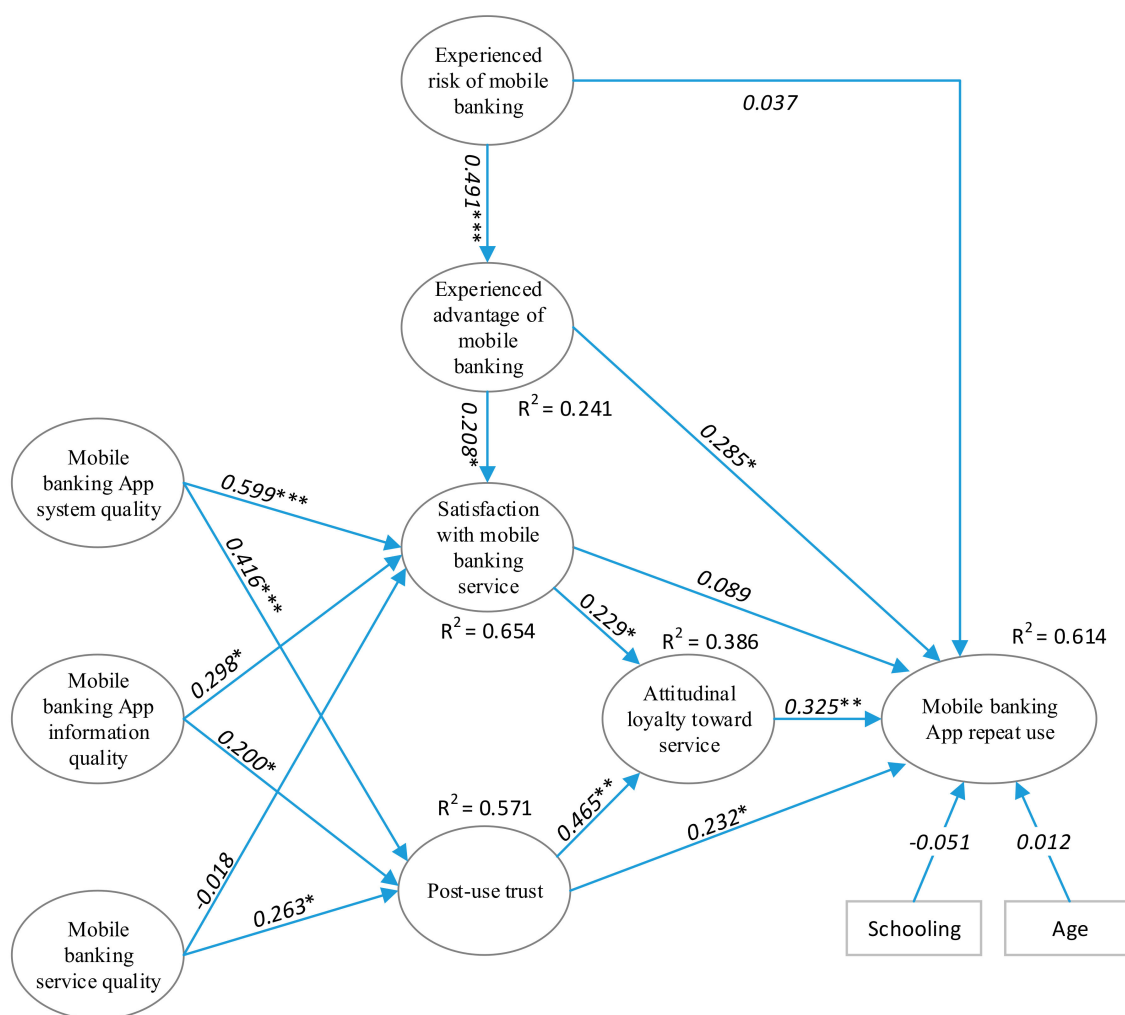 Experienced
risk of mobile
banking
0.037
0.491***
Experienced
advantage of
mobile
banking
R² = 0.241
0.208*
0.285*
Mobile
banking App
system quality
0.599***
0.416***
Satisfaction
with mobile
banking
service
R² = 0.654
0.089
0.229*
R² = 0.386
R² = 0.614
Mobile
banking App
information
quality
0.298*
0.200*
Attitudinal
loyalty toward
service
0.325**
Mobile banking
App repeat use
R² = 0.571
Post-use trust
0.465**
0.232*
-0.018
0.263*
Mobile
banking
service quality
-0.051
0.012
Schooling
Age